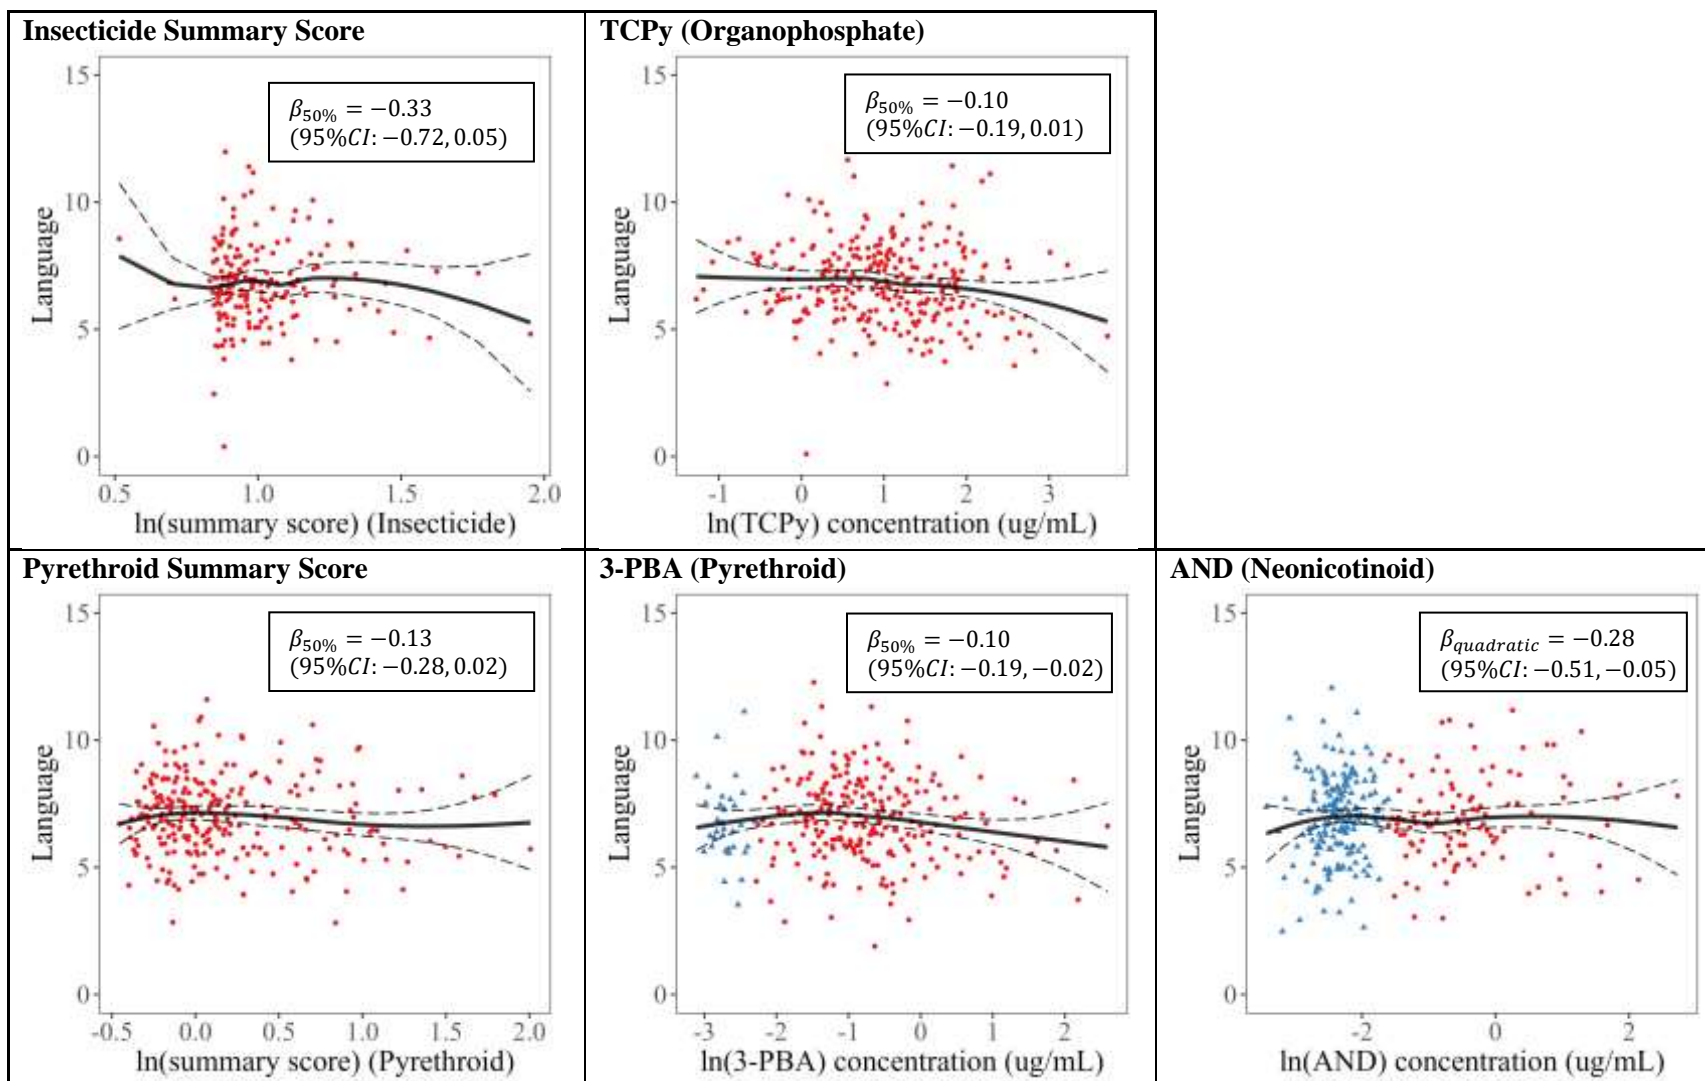 Insecticide Summary Score
15
10
5
0
Language
β50% = −0.33
(95%CI: −0.72, 0.05)
0.5 1.0 1.5 2.0
ln(summary score) (Insecticide)
TCPy (Organophosphate)
15
10
5
0
Language
β50% = −0.10
(95%CI: −0.19, 0.01)
-1 0 1 2 3
ln(TCPy) concentration (ug/mL)
Pyrethroid Summary Score
15
10
5
0
Language
β50% = −0.13
(95%CI: −0.28, 0.02)
-0.5 0.0 0.5 1.0 1.5 2.0
ln(summary score) (Pyrethroid)
3-PBA (Pyrethroid)
15
10
5
0
Language
β50% = −0.10
(95%CI: −0.19, −0.02)
-3 -2 -1 0 1 2
ln(3-PBA) concentration (ug/mL)
AND (Neonicotinoid)
15
10
5
0
Language
βquadratic = −0.28
(95%CI: −0.51, −0.05)
-2 0 2
ln(AND) concentration (ug/mL)